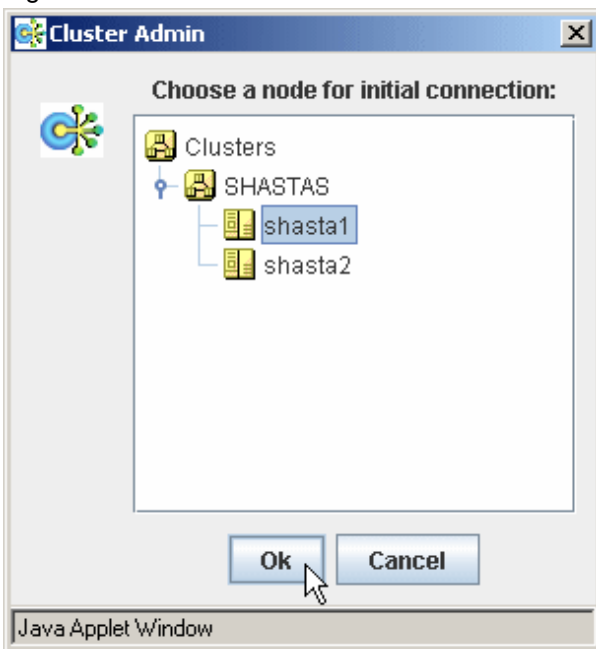 Cluster Admin
Choose a node for initial connection:
Clusters
SHASTAS
shasta1
shasta2
Ok Cancel
Java Applet Window